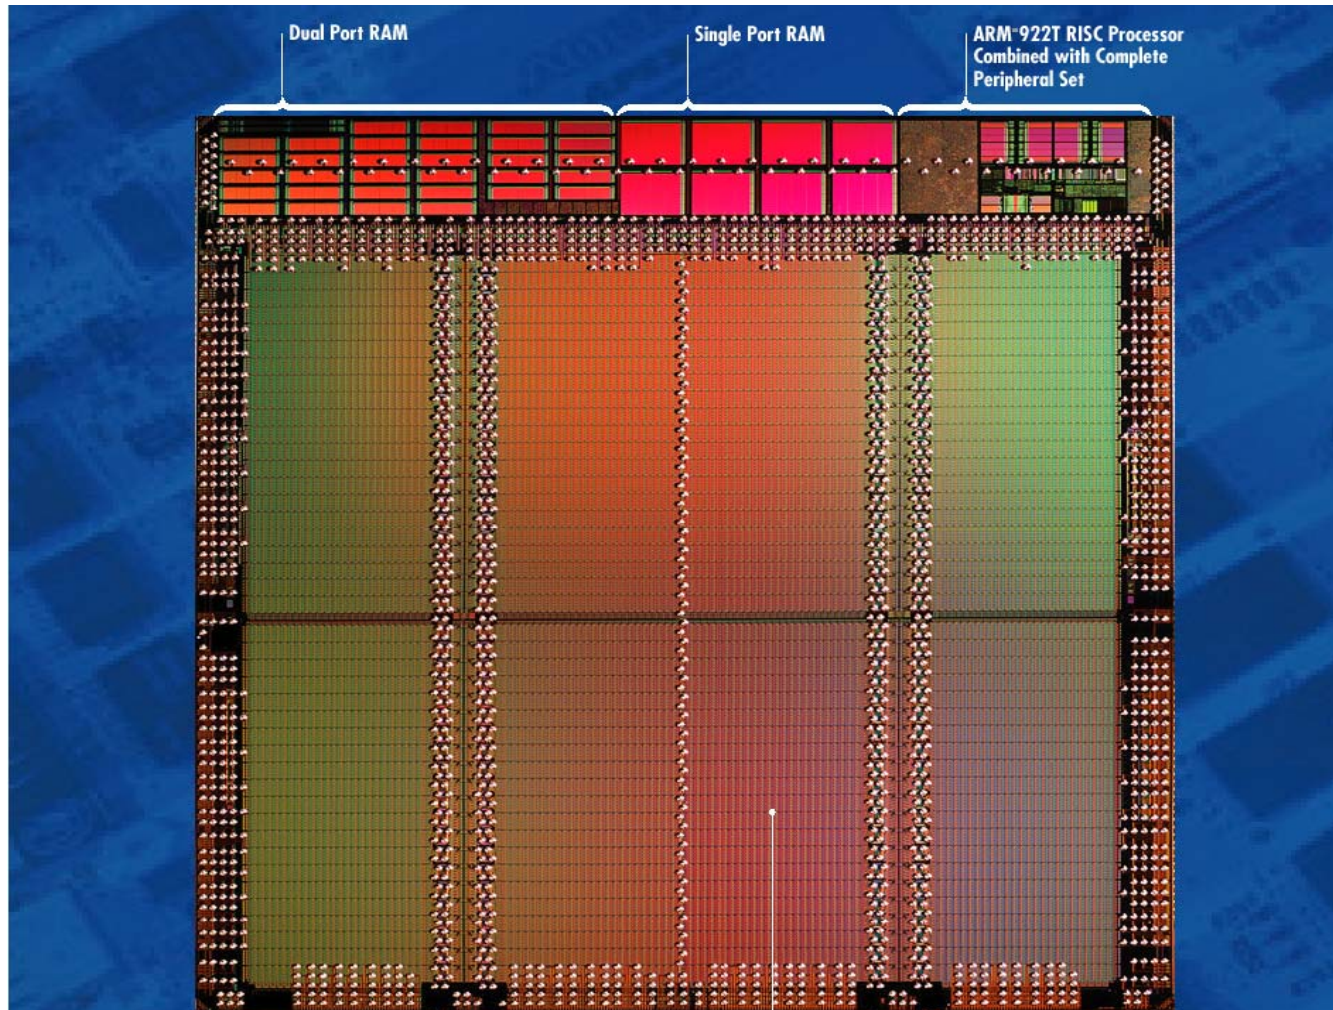 Dual Port RAM
Single Port RAM
ARM®922T RISC Processor
Combined with Complete
Peripheral Set